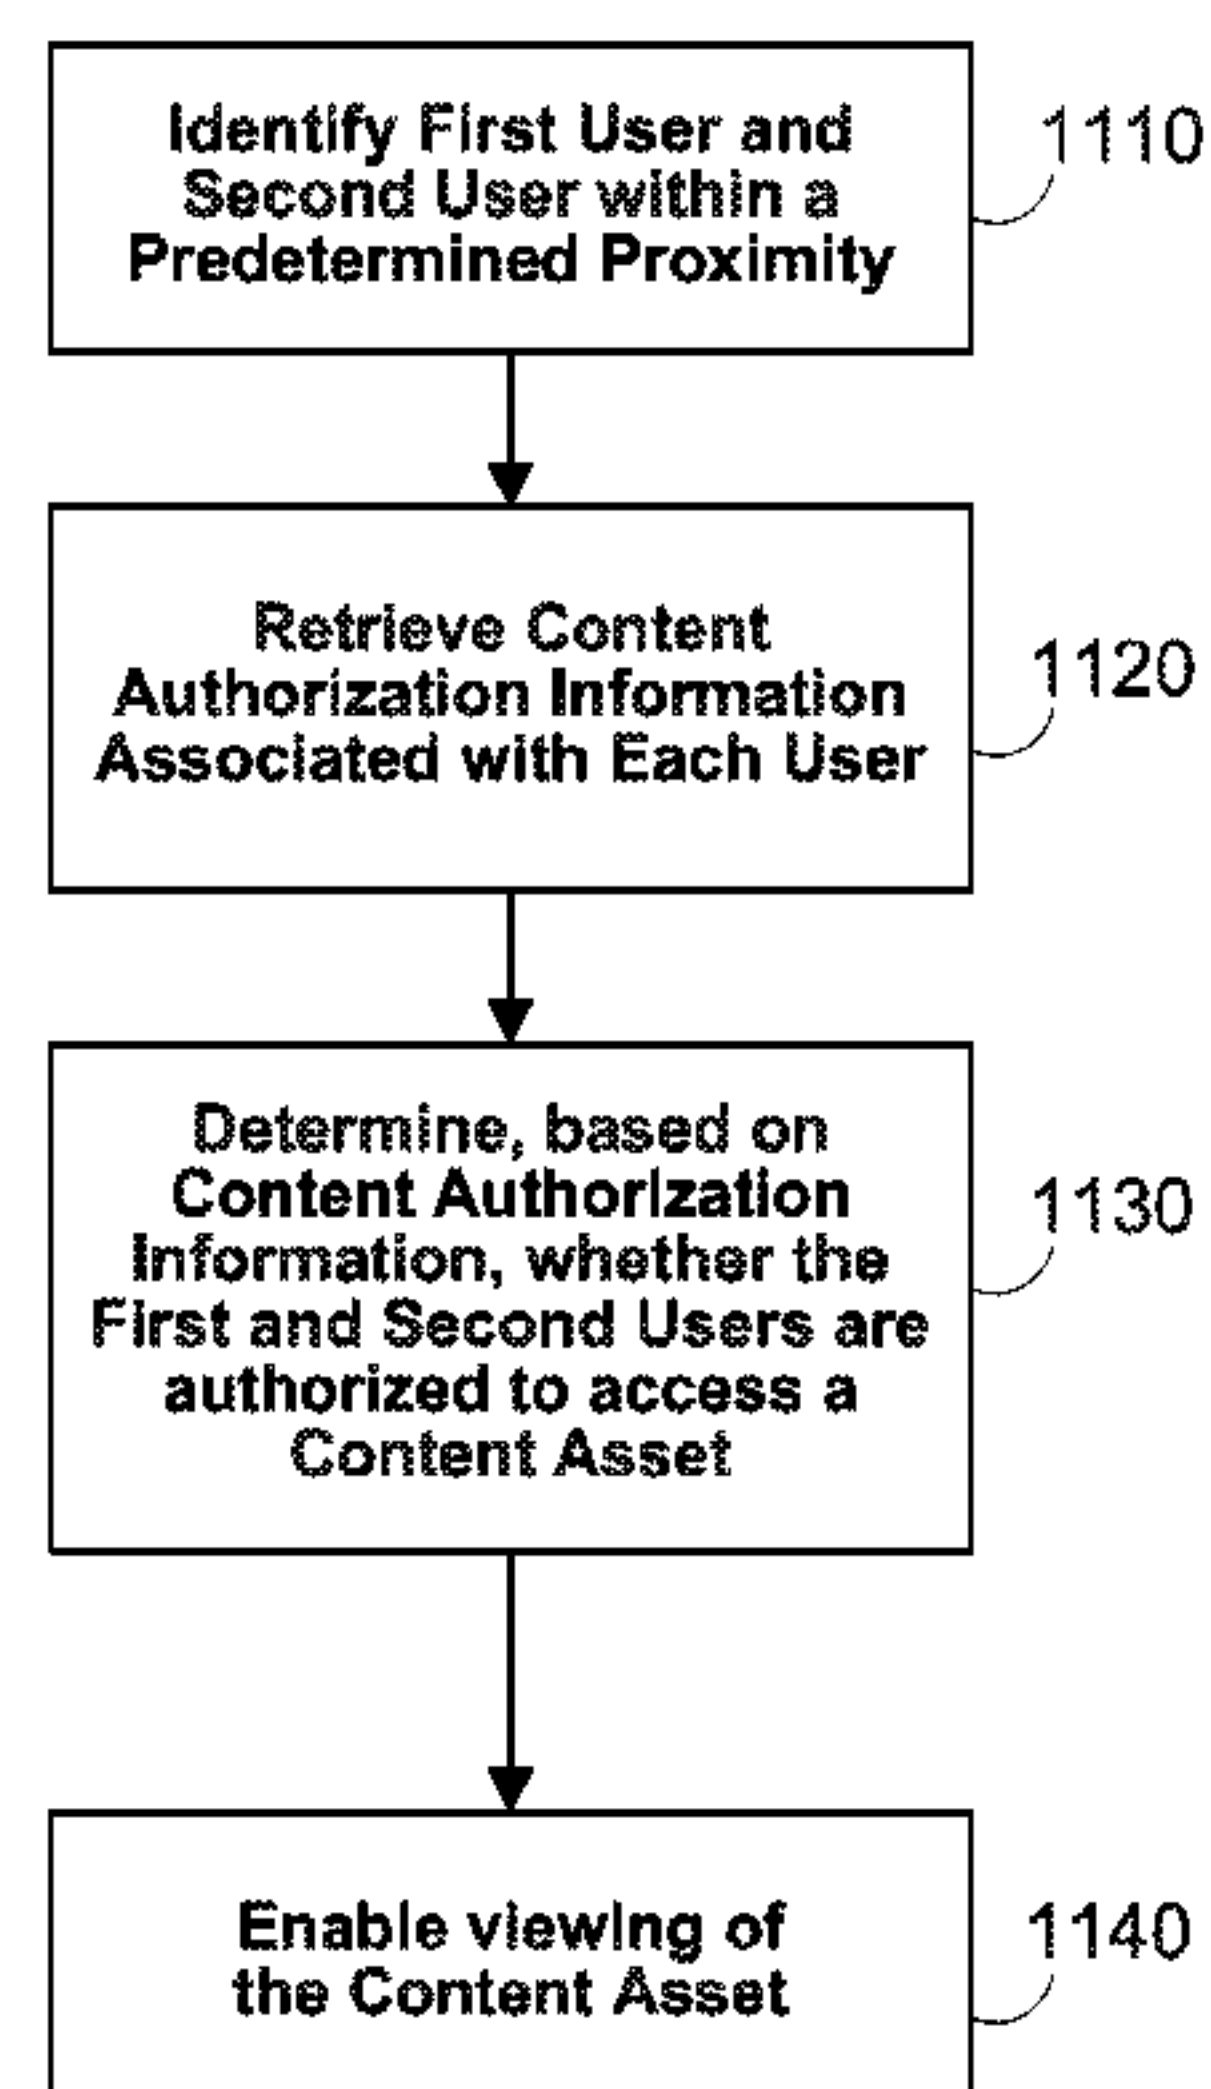 Identify First User and
Second User within a
Predetermined Proximity
1110
Retrieve Content
Authorization Information
Associated with Each User
1120
Determine, based on
Content Authorization
Information, whether the
First and Second Users are
authorized to access a
Content Asset
1130
Enable viewing of
the Content Asset
1140